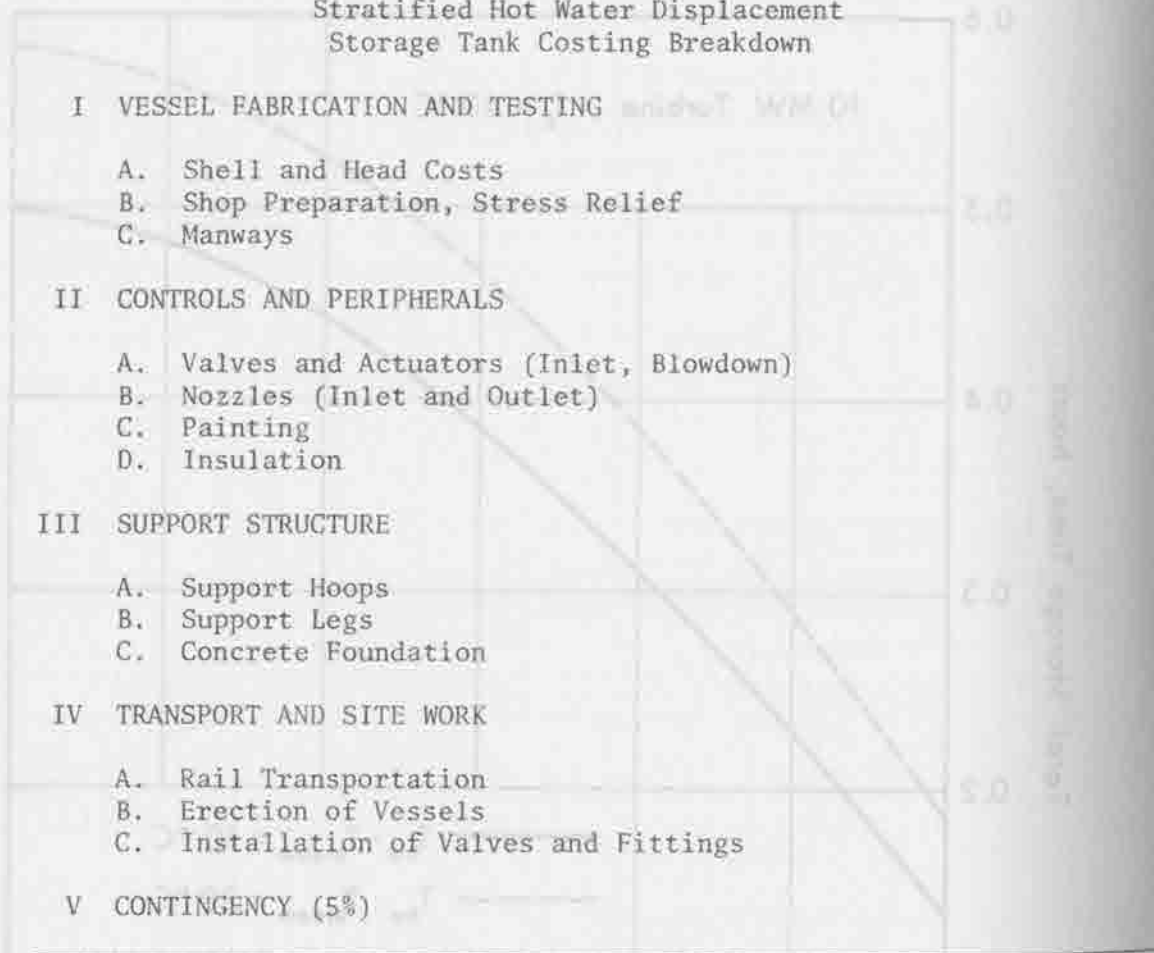 Stratified Hot Water Displacement
Storage Tank Costing Breakdown
I VESSEL FABRICATION AND TESTING
A. Shell and Head Costs
B. Shop Preparation, Stress Relief
C. Manways
II CONTROLS AND PERIPHERALS
A. Valves and Actuators (Inlet, Blowdown)
B. Nozzles (Inlet and Outlet)
C. Painting
D. Insulation
III SUPPORT STRUCTURE
A. Support Hoops
B. Support Legs
C. Concrete Foundation
IV TRANSPORT AND SITE WORK
A. Rail Transportation
B. Erection of Vessels
C. Installation of Valves and Fittings
V CONTINGENCY (5%)